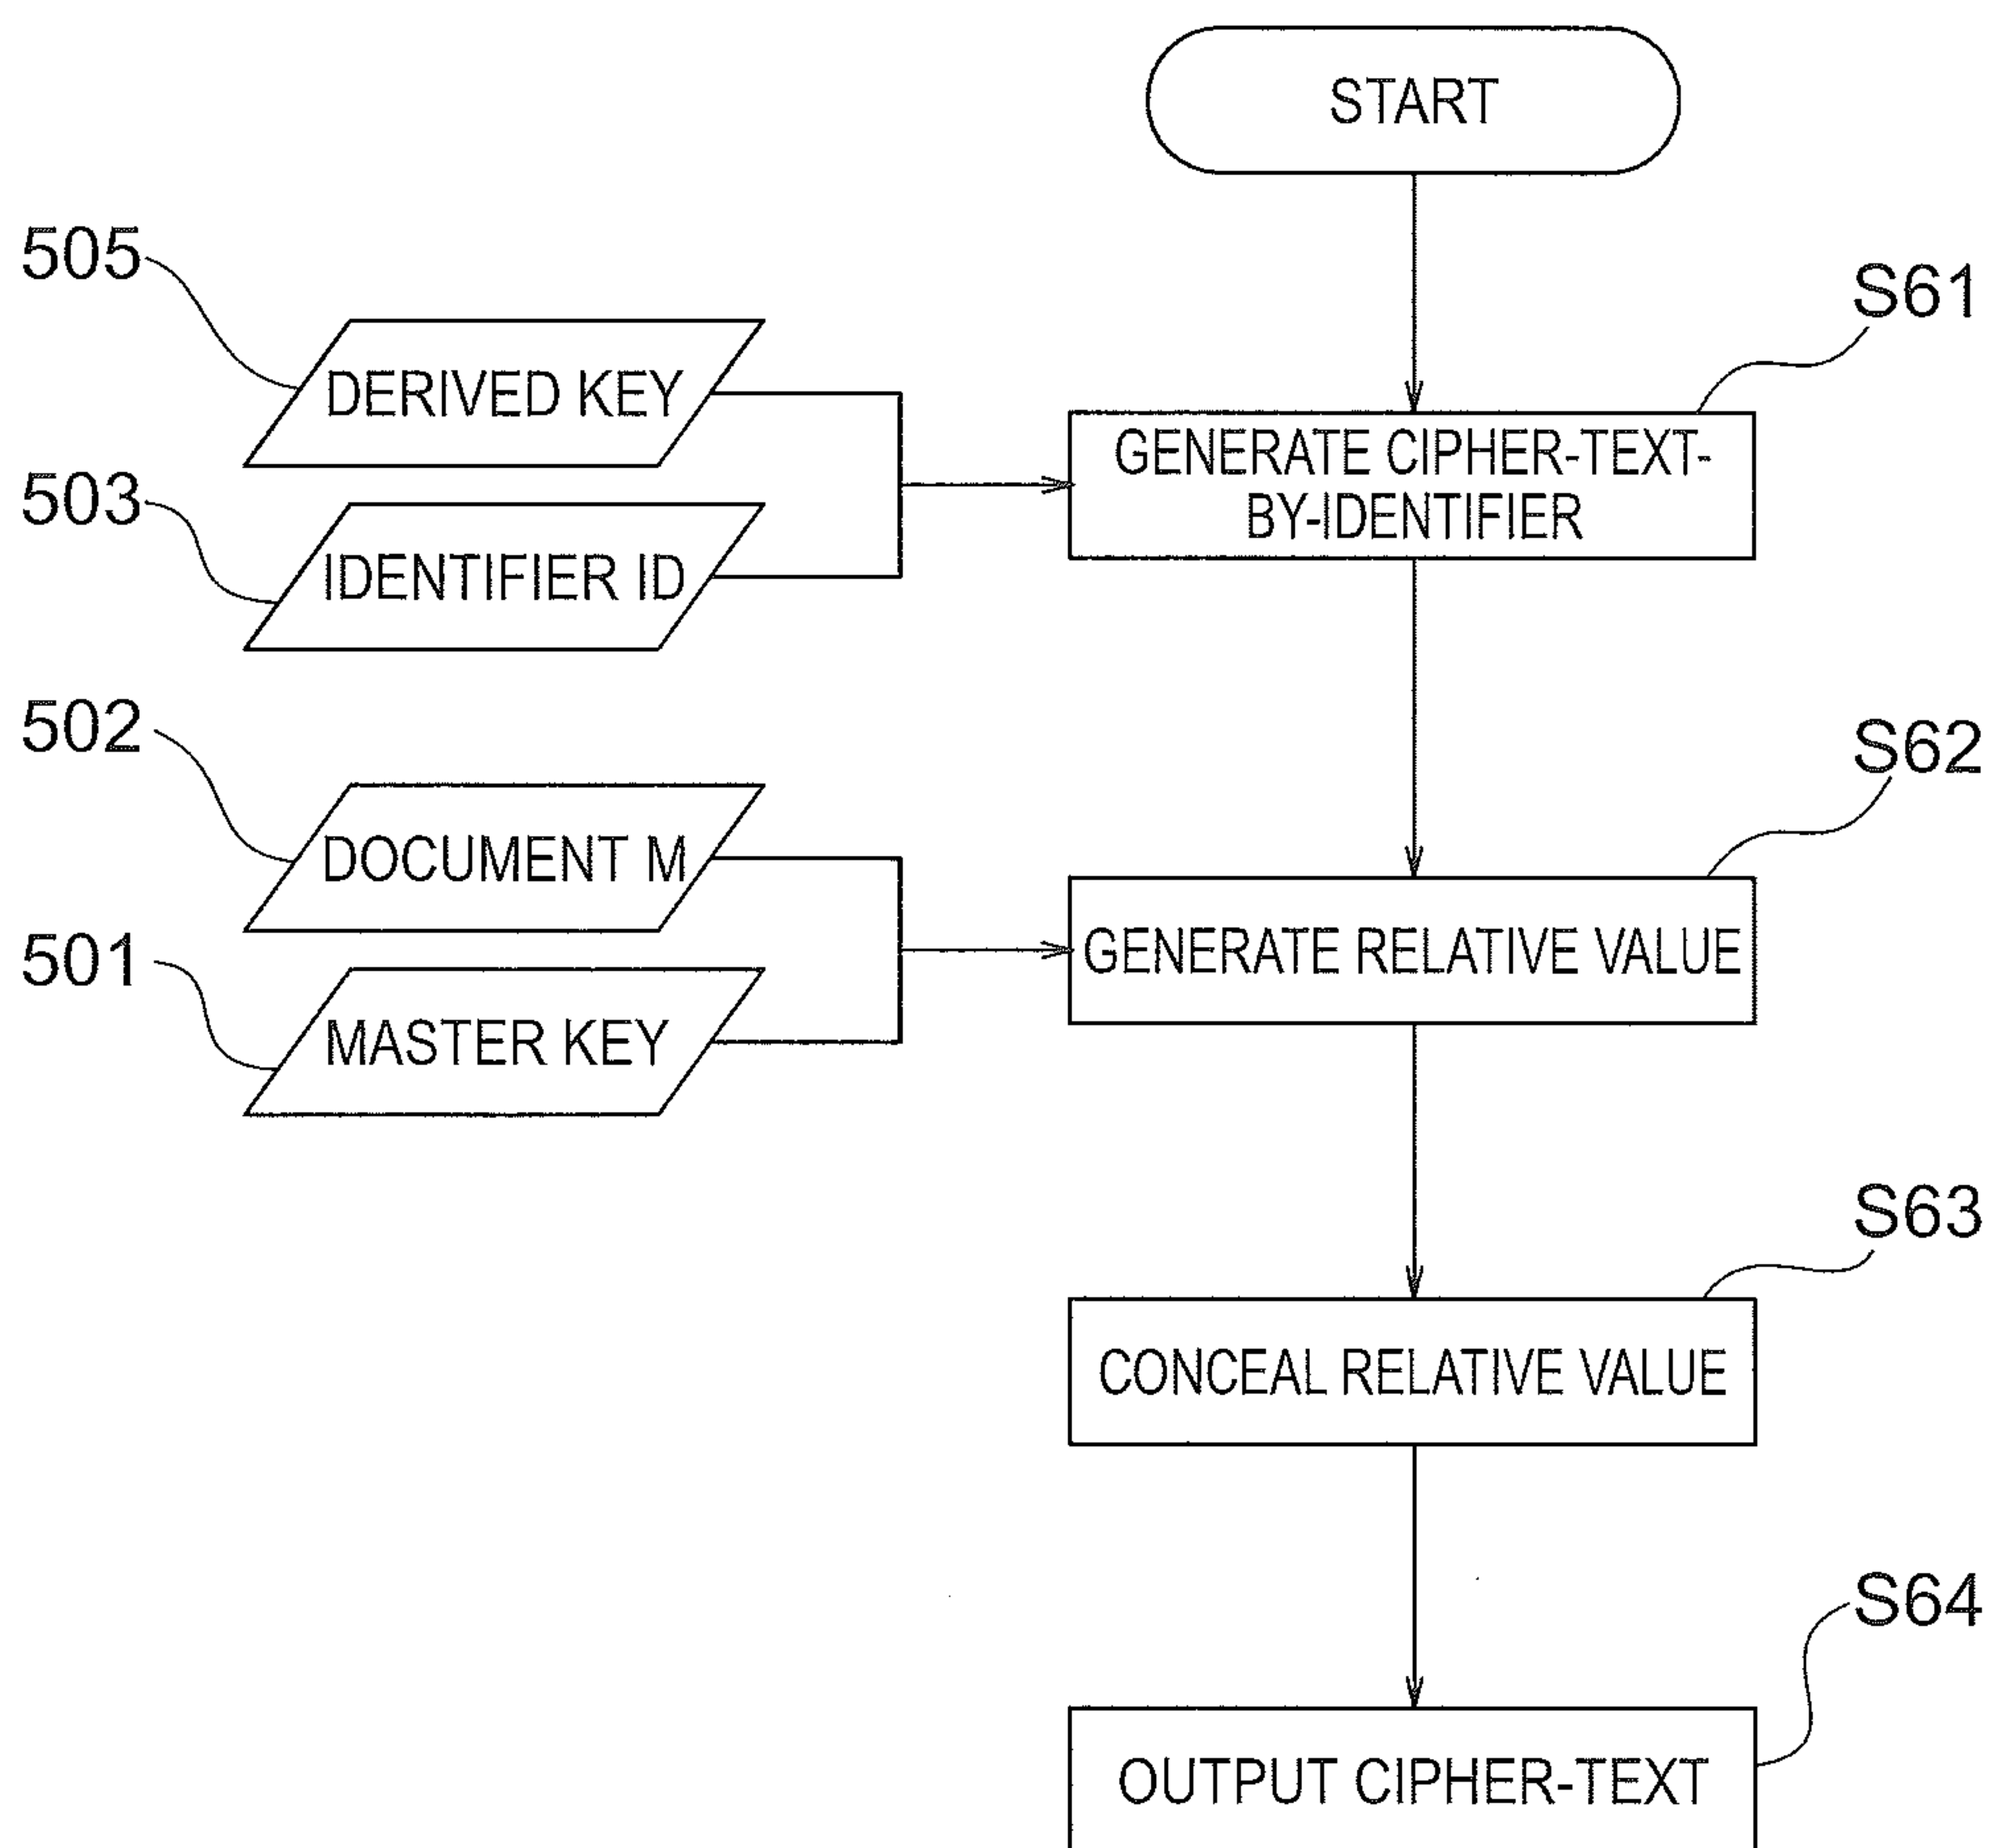 START
505
S61
DERIVED KEY
GENERATE CIPHER-TEXT-
BY-IDENTIFIER
503
IDENTIFIER ID
502
S62
DOCUMENT M
GENERATE RELATIVE VALUE
501
MASTER KEY
S63
CONCEAL RELATIVE VALUE
S64
OUTPUT CIPHER-TEXT